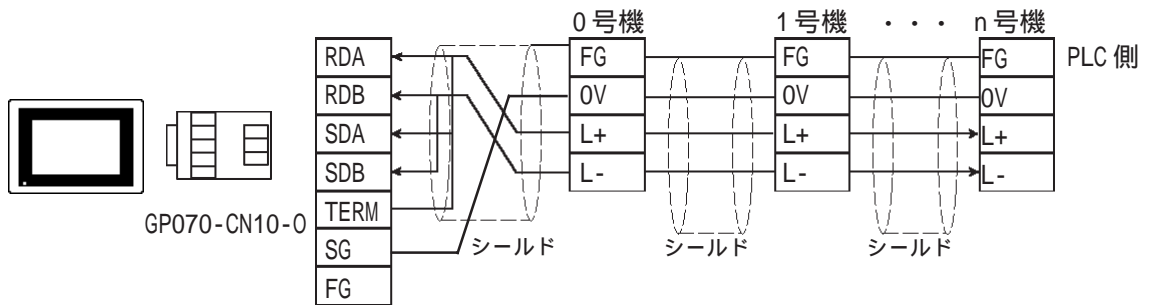 0号機 1号機 ・・・ n号機
RDA
RDB
SDA
SDB
TERM
SG
FG
GP070-CN10-0
FG
0V
L+
L-
FG
0V
L+
L-
FG
0V
L+
L-
PLC 側
シールド シールド シールド